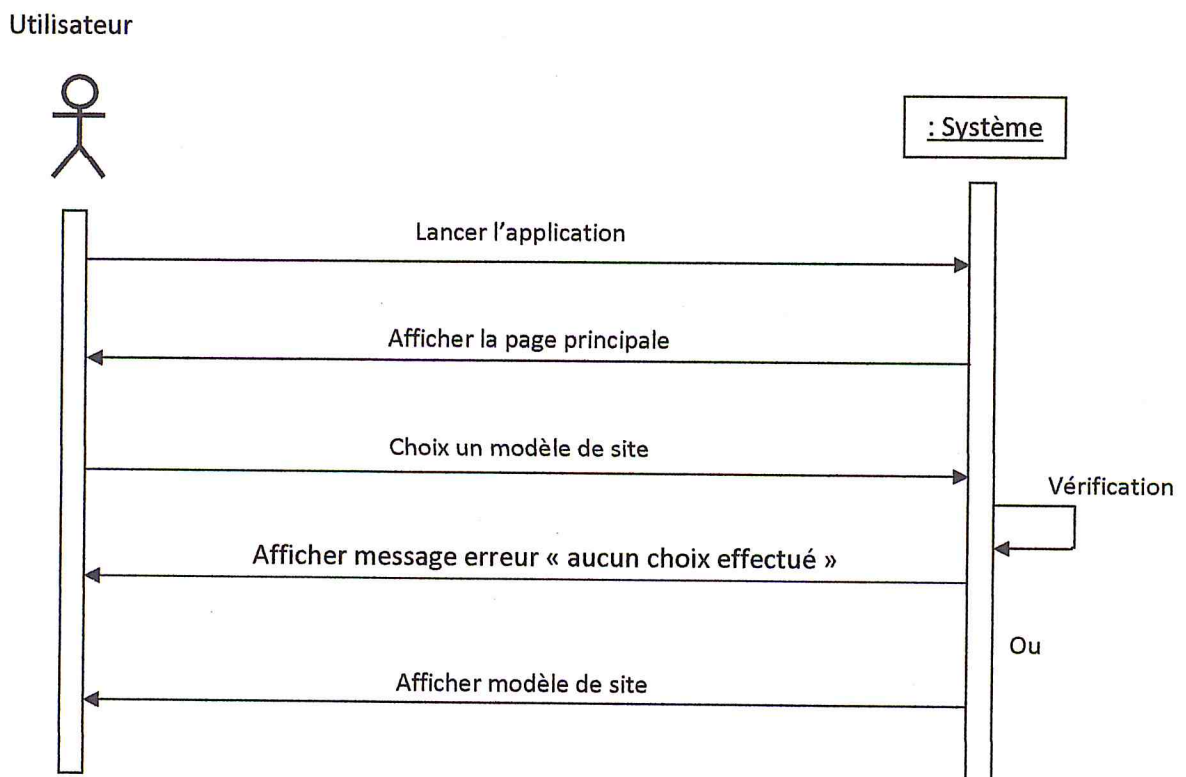 Utilisateur
: Système
Lancer l'application
Afficher la page principale
Choix un modèle de site
Vérification
Afficher message erreur « aucun choix effectué »
Ou
Afficher modèle de site